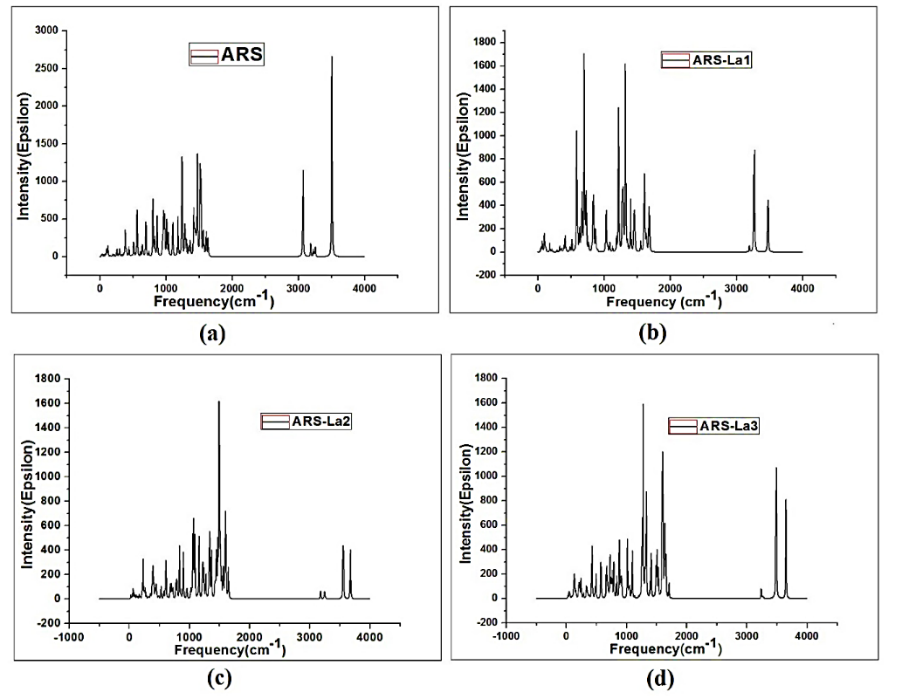 3000
2500
2000
1500
1000
500
0
Intensity(Epsilon)
ARS
0 1000 2000 3000 4000
Frequency(cm-1)
(a)
1800
1600
1400
1200
1000
800
600
400
200
0
-200
Intensity(Epsilon)
ARS-La1
0 1000 2000 3000 4000
Frequency (cm-1)
(b)
1800
1600
1400
1200
1000
800
600
400
200
0
-200
Intensity(Epsilon)
ARS-La2
-1000 0 1000 2000 3000 4000
Frequency(cm-1)
(c)
1800
1600
1400
1200
1000
800
600
400
200
0
-200
Intensity(Epsilon)
ARS-La3
-1000 0 1000 2000 3000 4000
Frequency(cm-1)
(d)